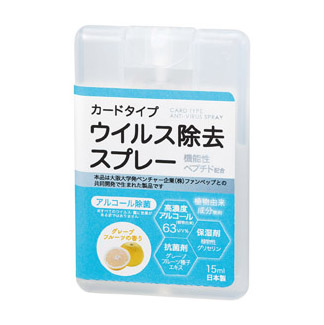 カードタイプ
CARD TYPE
ANTI-VIRUS SPRAY
ウイルス除去
スプレー
機能性
ペプチド配合
本品は大阪大学発ベンチャー企業(株)ファンペップとの
共同開発で生まれた製品です
アルコール除菌
グレープ
フルーツの香り
高濃度
アルコール
63
植物由来
成分
保湿剤
植物性
グリセリン
抗菌剤
グレープ
フルーツ種子
エキス
15ml
日本製